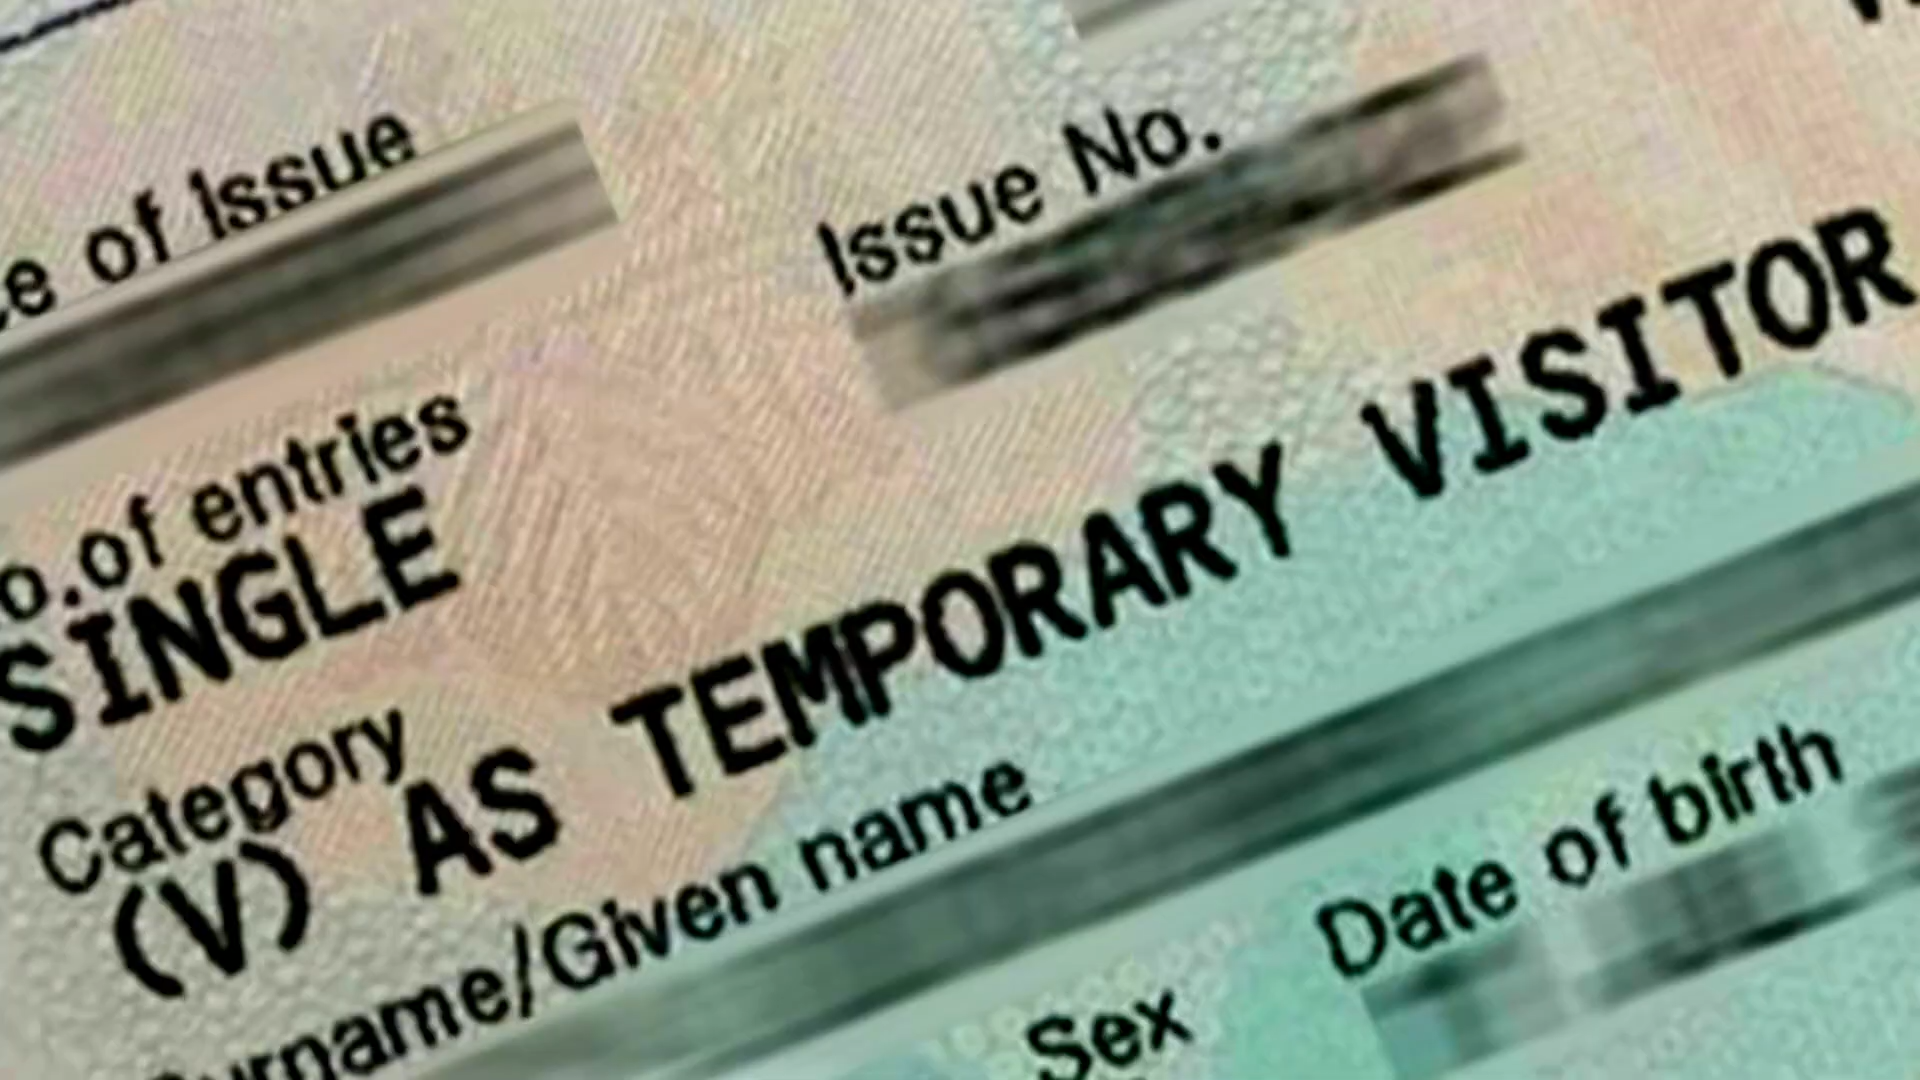 e of Issue
Issue No.
o.of entries
SINGLE
Category
(V) AS TEMPORARY VISITOR
urname/Given name
Sex
Date of birth